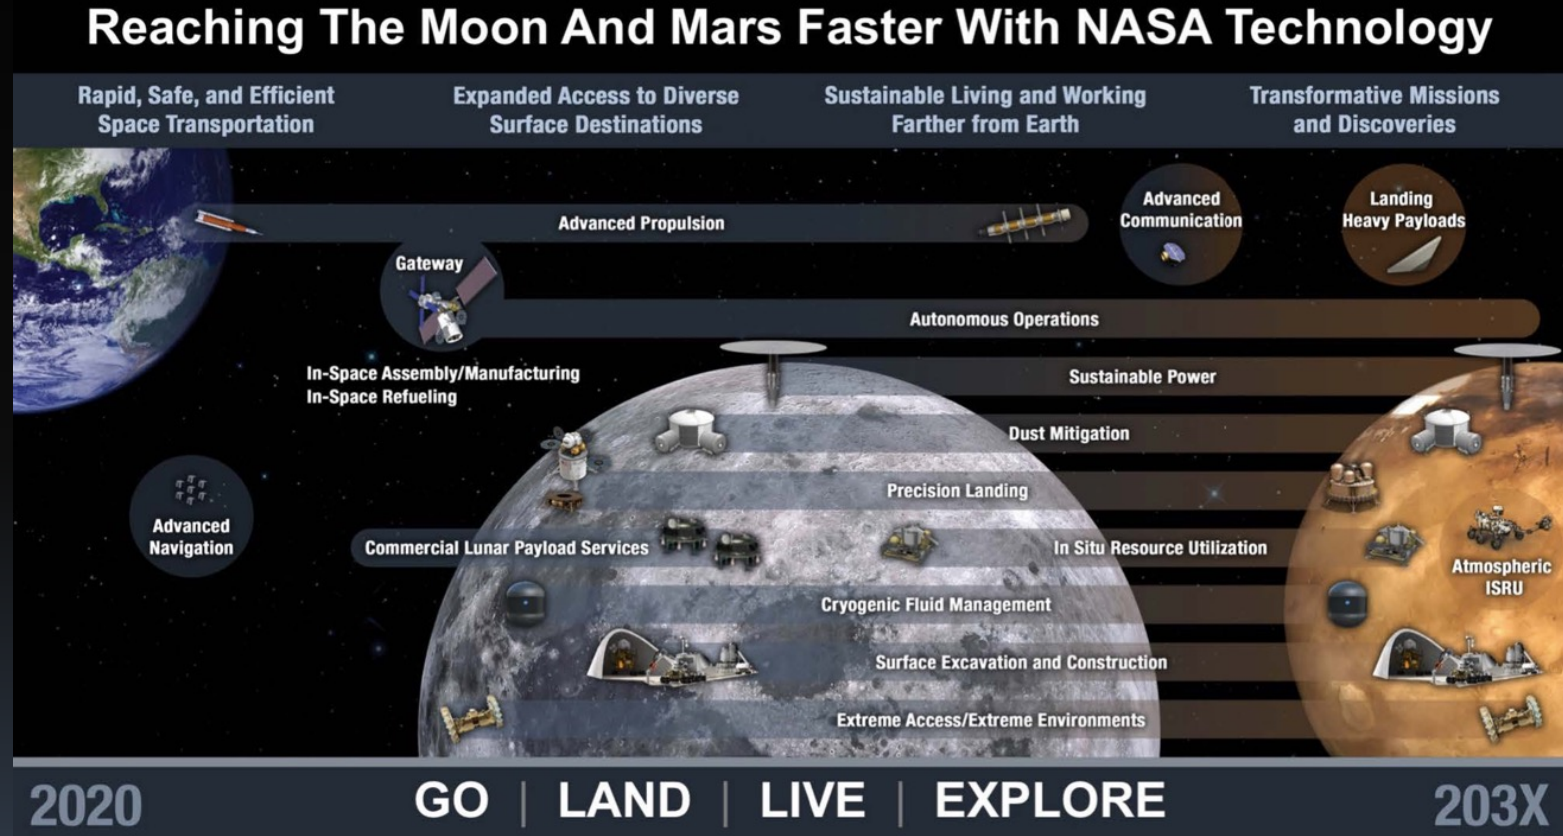 Reaching The Moon And Mars Faster With NASA Technology
Rapid, Safe, and Efficient
Space Transportation
Expanded Access to Diverse
Surface Destinations
Sustainable Living and Working
Farther from Earth
Transformative Missions
and Discoveries
Advanced Propulsion
Advanced
Communication
Landing
Heavy Payloads
Gateway
Autonomous Operations
In-Space Assembly/Manufacturing
In-Space Refueling
Sustainable Power
Dust Mitigation
Precision Landing
Advanced
Navigation
Commercial Lunar Payload Services
In Situ Resource Utilization
Atmospheric
ISRU
Cryogenic Fluid Management
Surface Excavation and Construction
Extreme Access/Extreme Environments
2020
GO | LAND | LIVE | EXPLORE
203X